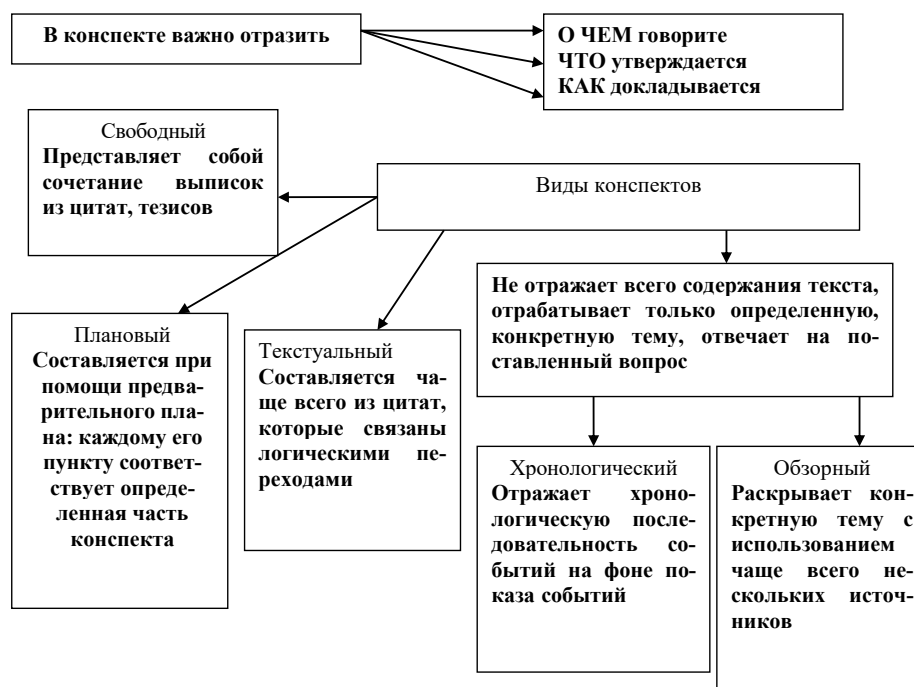 В конспекте важно отразить
О ЧЕМ говорите
ЧТО утверждается
КАК докладывается
Свободный
Представляет собой
сочетание выписок
из цитат, тезисов
Виды конспектов
Не отражает всего содержания текста,
отрабатывает только определенную,
конкретную тему, отвечает на по-
ставленный вопрос
Плановый
Составляется при
помощи предва-
рительного пла-
на: каждому его
пункту соответ-
ствует опреде-
ленная часть
конспекта
Текстуальный
Составляется ча-
ще всего из цитат,
которые связаны
логическими пе-
реходами
Хронологический
Отражает хроно-
логическую после-
довательность со-
бытий на фоне по-
каза событий
Обзорный
Раскрывает кон-
кретную тему с
использованием
чаще всего не-
скольких источ-
ников